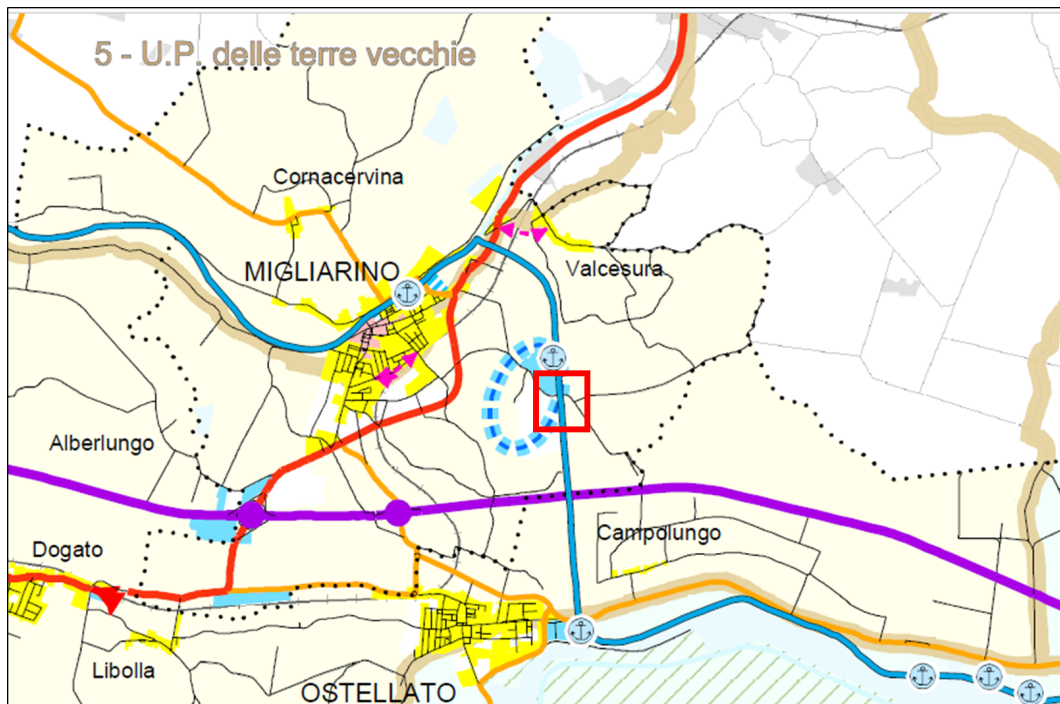 5 - U.P. delle terre vecchie
Cornacervina
MIGLIARINO
Valcesura
Alberlungo
Campolungo
Dogato
Libolla
OSTELLATO